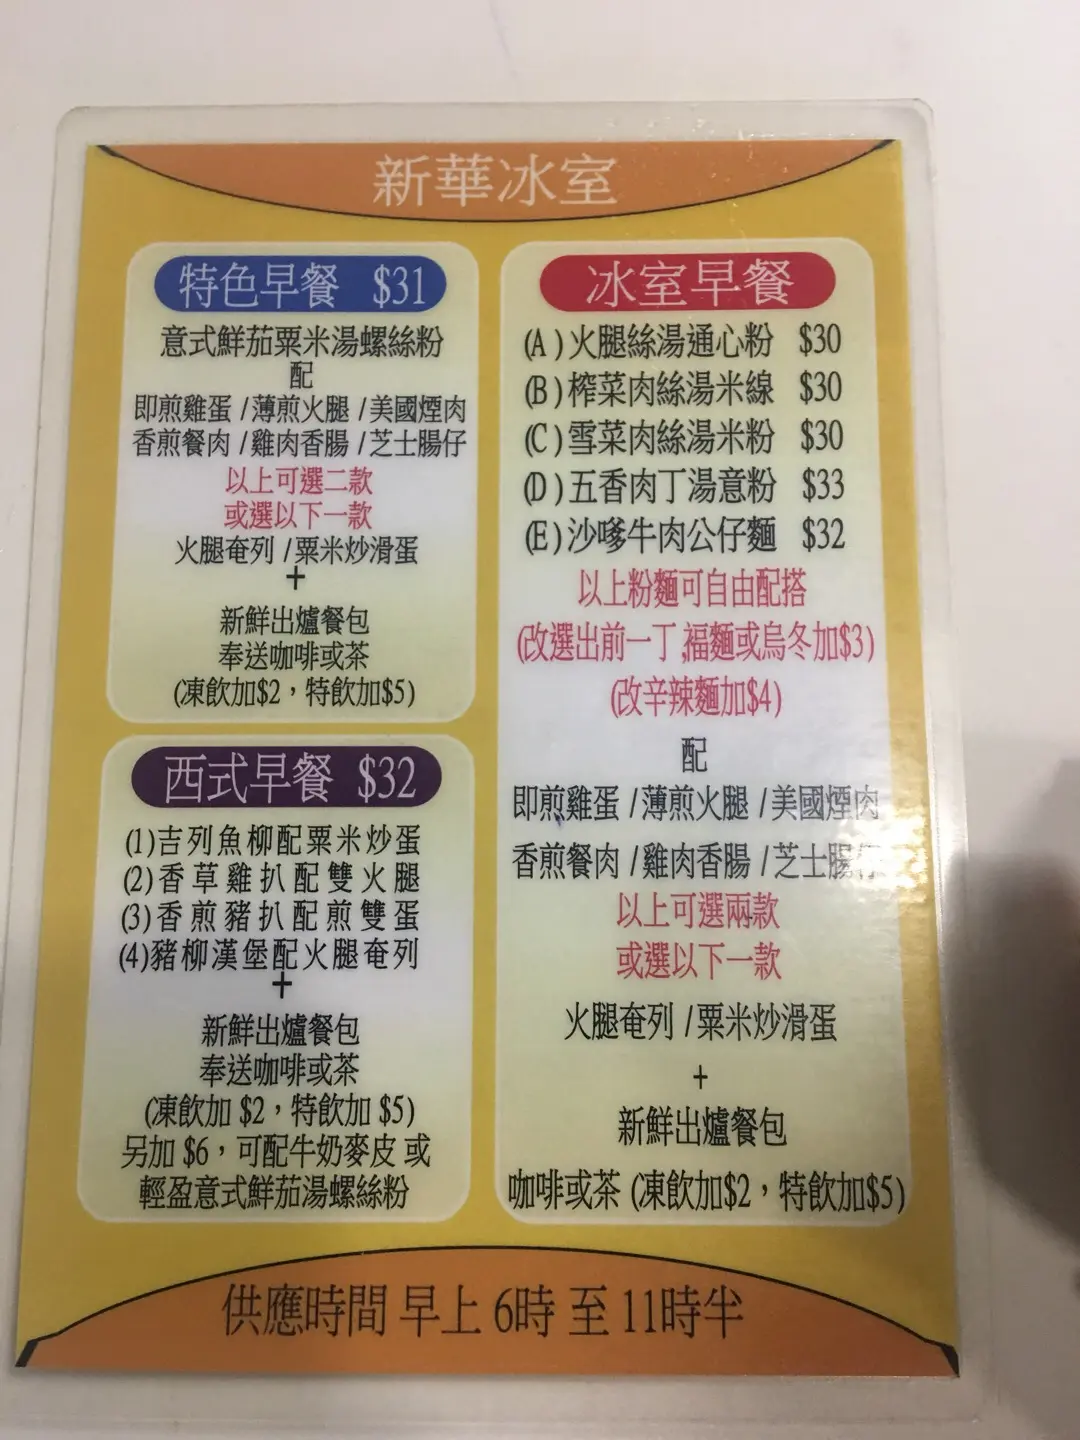 新華冰室
特色早餐 $31
意式鮮茄粟米湯螺絲粉
配
即煎雞蛋 / 薄煎火腿 / 美國煙肉
香煎餐肉 / 雞肉香腸 / 芝士腸仔
以上可選二款
或選以下一款
火腿奄列 / 粟米炒滑蛋
+
新鮮出爐餐包
奉送咖啡或茶
(凍飲加$2，特飲加$5)
西式早餐 $32
(1)吉列魚柳配粟米炒蛋
(2)香草雞扒配雙火腿
(3)香煎豬扒配煎雙蛋
(4)豬柳漢堡配火腿奄列
+
新鮮出爐餐包
奉送咖啡或茶
(凍飲加 $2，特飲加 $5)
另加 $6，可配牛奶麥皮 或
輕盈意式鮮茄湯螺絲粉
冰室早餐
(A)火腿絲湯通心粉 $30
(B)榨菜肉絲湯米線 $30
(C)雪菜肉絲湯米粉 $30
(D)五香肉丁湯意粉 $33
(E)沙嗲牛肉公仔麵 $32
以上粉麵可自由配搭
(改選出前一丁,福麵或烏冬加$3)
(改辛辣麵加$4)
配
即煎雞蛋 / 薄煎火腿 / 美國煙肉
香煎餐肉 / 雞肉香腸 / 芝士腸仔
以上可選兩款
或選以下一款
火腿奄列 / 粟米炒滑蛋
+
新鮮出爐餐包
咖啡或茶 (凍飲加$2，特飲加$5)
供應時間 早上 6時 至 11時半